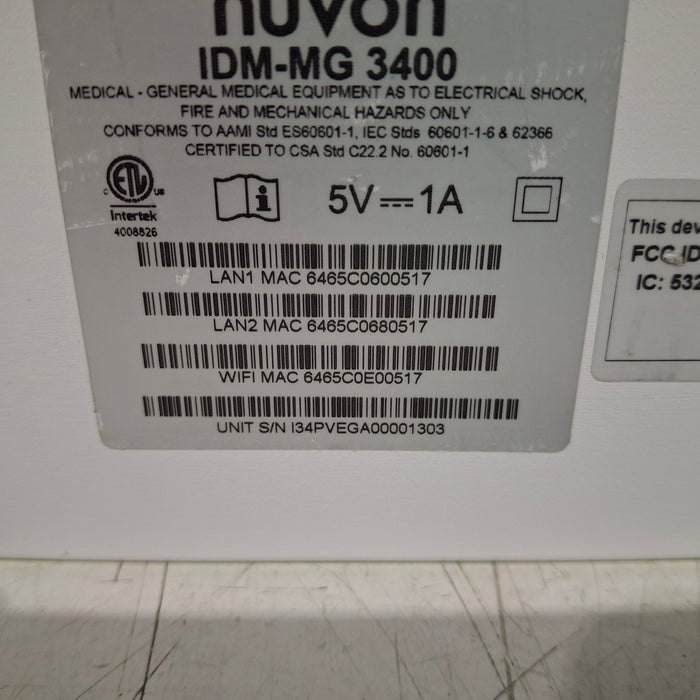 nuvon
IDM-MG 3400
MEDICAL - GENERAL MEDICAL EQUIPMENT AS TO ELECTRICAL SHOCK,
FIRE AND MECHANICAL HAZARDS ONLY
CONFORMS TO AAMI Std ES60601-1, IEC Stds 60601-1-6 & 62366
CERTIFIED TO CSA Std C22.2 No. 60601-1
C ETL US
Intertek
4008826
i
5V 1A
LAN1 MAC 6465C0600517
LAN2 MAC 6465C0680517
WIFI MAC 6465C0E00517
UNIT S/N I34PVEGA00001303
This dev
FCC ID
IC: 532